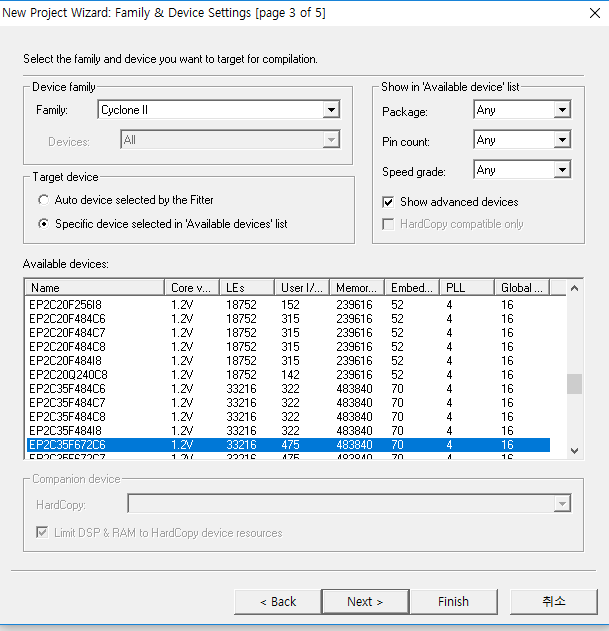 New Project Wizard: Family & Device Settings [page 3 of 5]
Select the family and device you want to target for compilation.
Device family
Family: Cyclone II
Devices: All
Show in 'Available device' list
Package: Any
Pin count: Any
Speed grade: Any
Show advanced devices
HardCopy compatible only
Target device
Auto device selected by the Fitter
Specific device selected in 'Available devices' list
Available devices:
Name Core v... LEs User I/... Memor... Embed... PLL Global ...
EP2C20F256I8 1.2V 18752 152 239616 52 4 16
EP2C20F484C6 1.2V 18752 315 239616 52 4 16
EP2C20F484C7 1.2V 18752 315 239616 52 4 16
EP2C20F484C8 1.2V 18752 315 239616 52 4 16
EP2C20F484I8 1.2V 18752 315 239616 52 4 16
EP2C20Q240C8 1.2V 18752 142 239616 52 4 16
EP2C35F484C6 1.2V 33216 322 483840 70 4 16
EP2C35F484C7 1.2V 33216 322 483840 70 4 16
EP2C35F484C8 1.2V 33216 322 483840 70 4 16
EP2C35F484I8 1.2V 33216 322 483840 70 4 16
EP2C35F672C6 1.2V 33216 475 483840 70 4 16
EP2C35F672C7 1.2V 33216 475 483840 70 4 16
Companion device
HardCopy:
Limit DSP & RAM to HardCopy device resources
< Back Next > Finish 취소